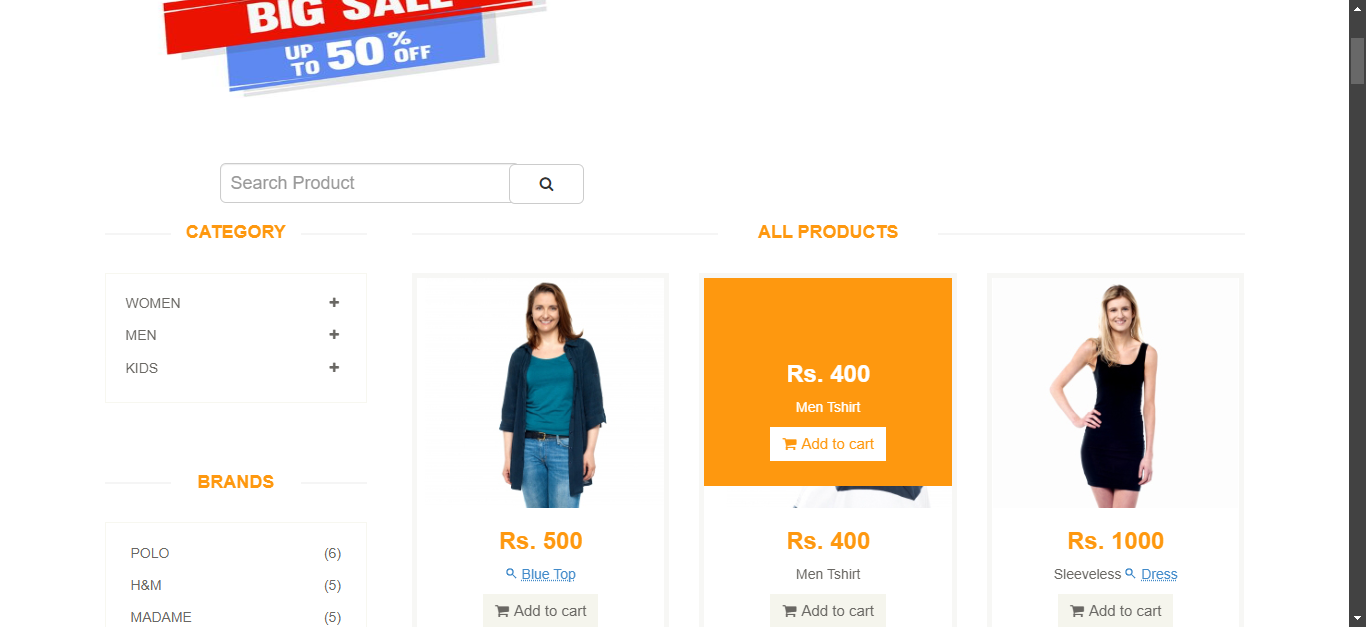 BIG SALE
UP TO 50% OFF
Search Product
CATEGORY
WOMEN
MEN
KIDS
BRANDS
POLO (6)
H&M (5)
MADAME (5)
ALL PRODUCTS
Rs. 500
Blue Top
Add to cart
Rs. 400
Men Tshirt
Add to cart
Rs. 400
Men Tshirt
Add to cart
Rs. 1000
Sleeveless Dress
Add to cart